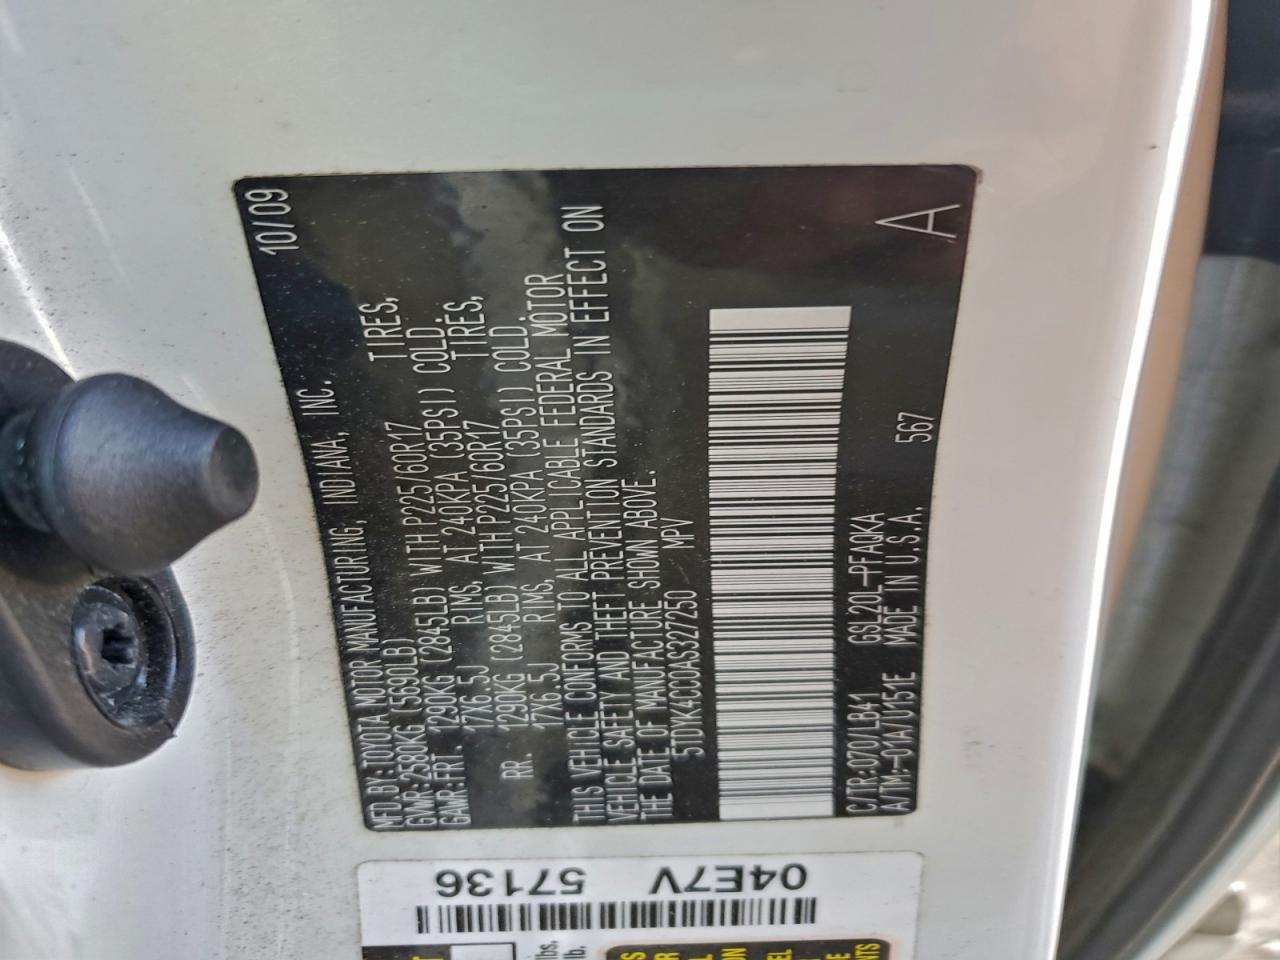 MFD.BY:TOYOTA MOTOR MANUFACTURING, INDIANA, INC. 10/09
GVWR:2580KG (5690LB)
GAWR:FRT. 1290KG (2845LB) WITH P225/60R17 TIRES,
17X6.5J RIMS, AT 240KPA (35PSI) COLD.
RR. 1290KG (2845LB) WITH P225/60R17 TIRES,
17X6.5J RIMS, AT 240KPA (35PSI) COLD.
THIS VEHICLE CONFORMS TO ALL APPLICABLE FEDERAL MOTOR
VEHICLE SAFETY AND THEFT PREVENTION STANDARDS IN EFFECT ON
THE DATE OF MANUFACTURE SHOWN ABOVE.
5TDYK4CC0AS327250 MPV
C/TR:070/LB41 GSL20L-PFAQKA 567 A
A/TM:-01A/U151E MADE IN U.S.A.
04E7V 57136